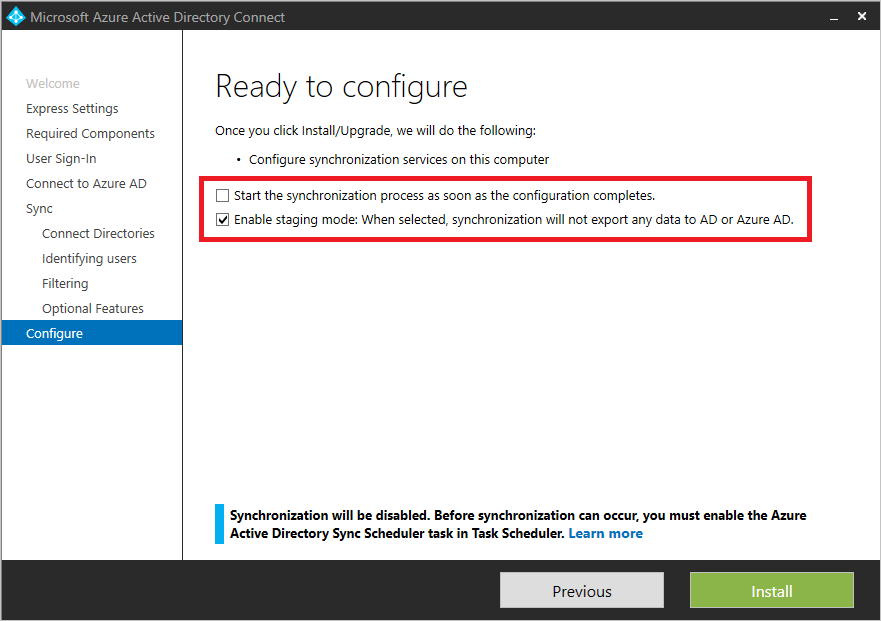 Microsoft Azure Active Directory Connect
Welcome
Express Settings
Required Components
User Sign-In
Connect to Azure AD
Sync
Connect Directories
Identifying users
Filtering
Optional Features
Configure
Ready to configure
Once you click Install/Upgrade, we will do the following:
• Configure synchronization services on this computer
Start the synchronization process as soon as the configuration completes.
Enable staging mode: When selected, synchronization will not export any data to AD or Azure AD.
Synchronization will be disabled. Before synchronization can occur, you must enable the Azure
Active Directory Sync Scheduler task in Task Scheduler. Learn more
Previous
Install